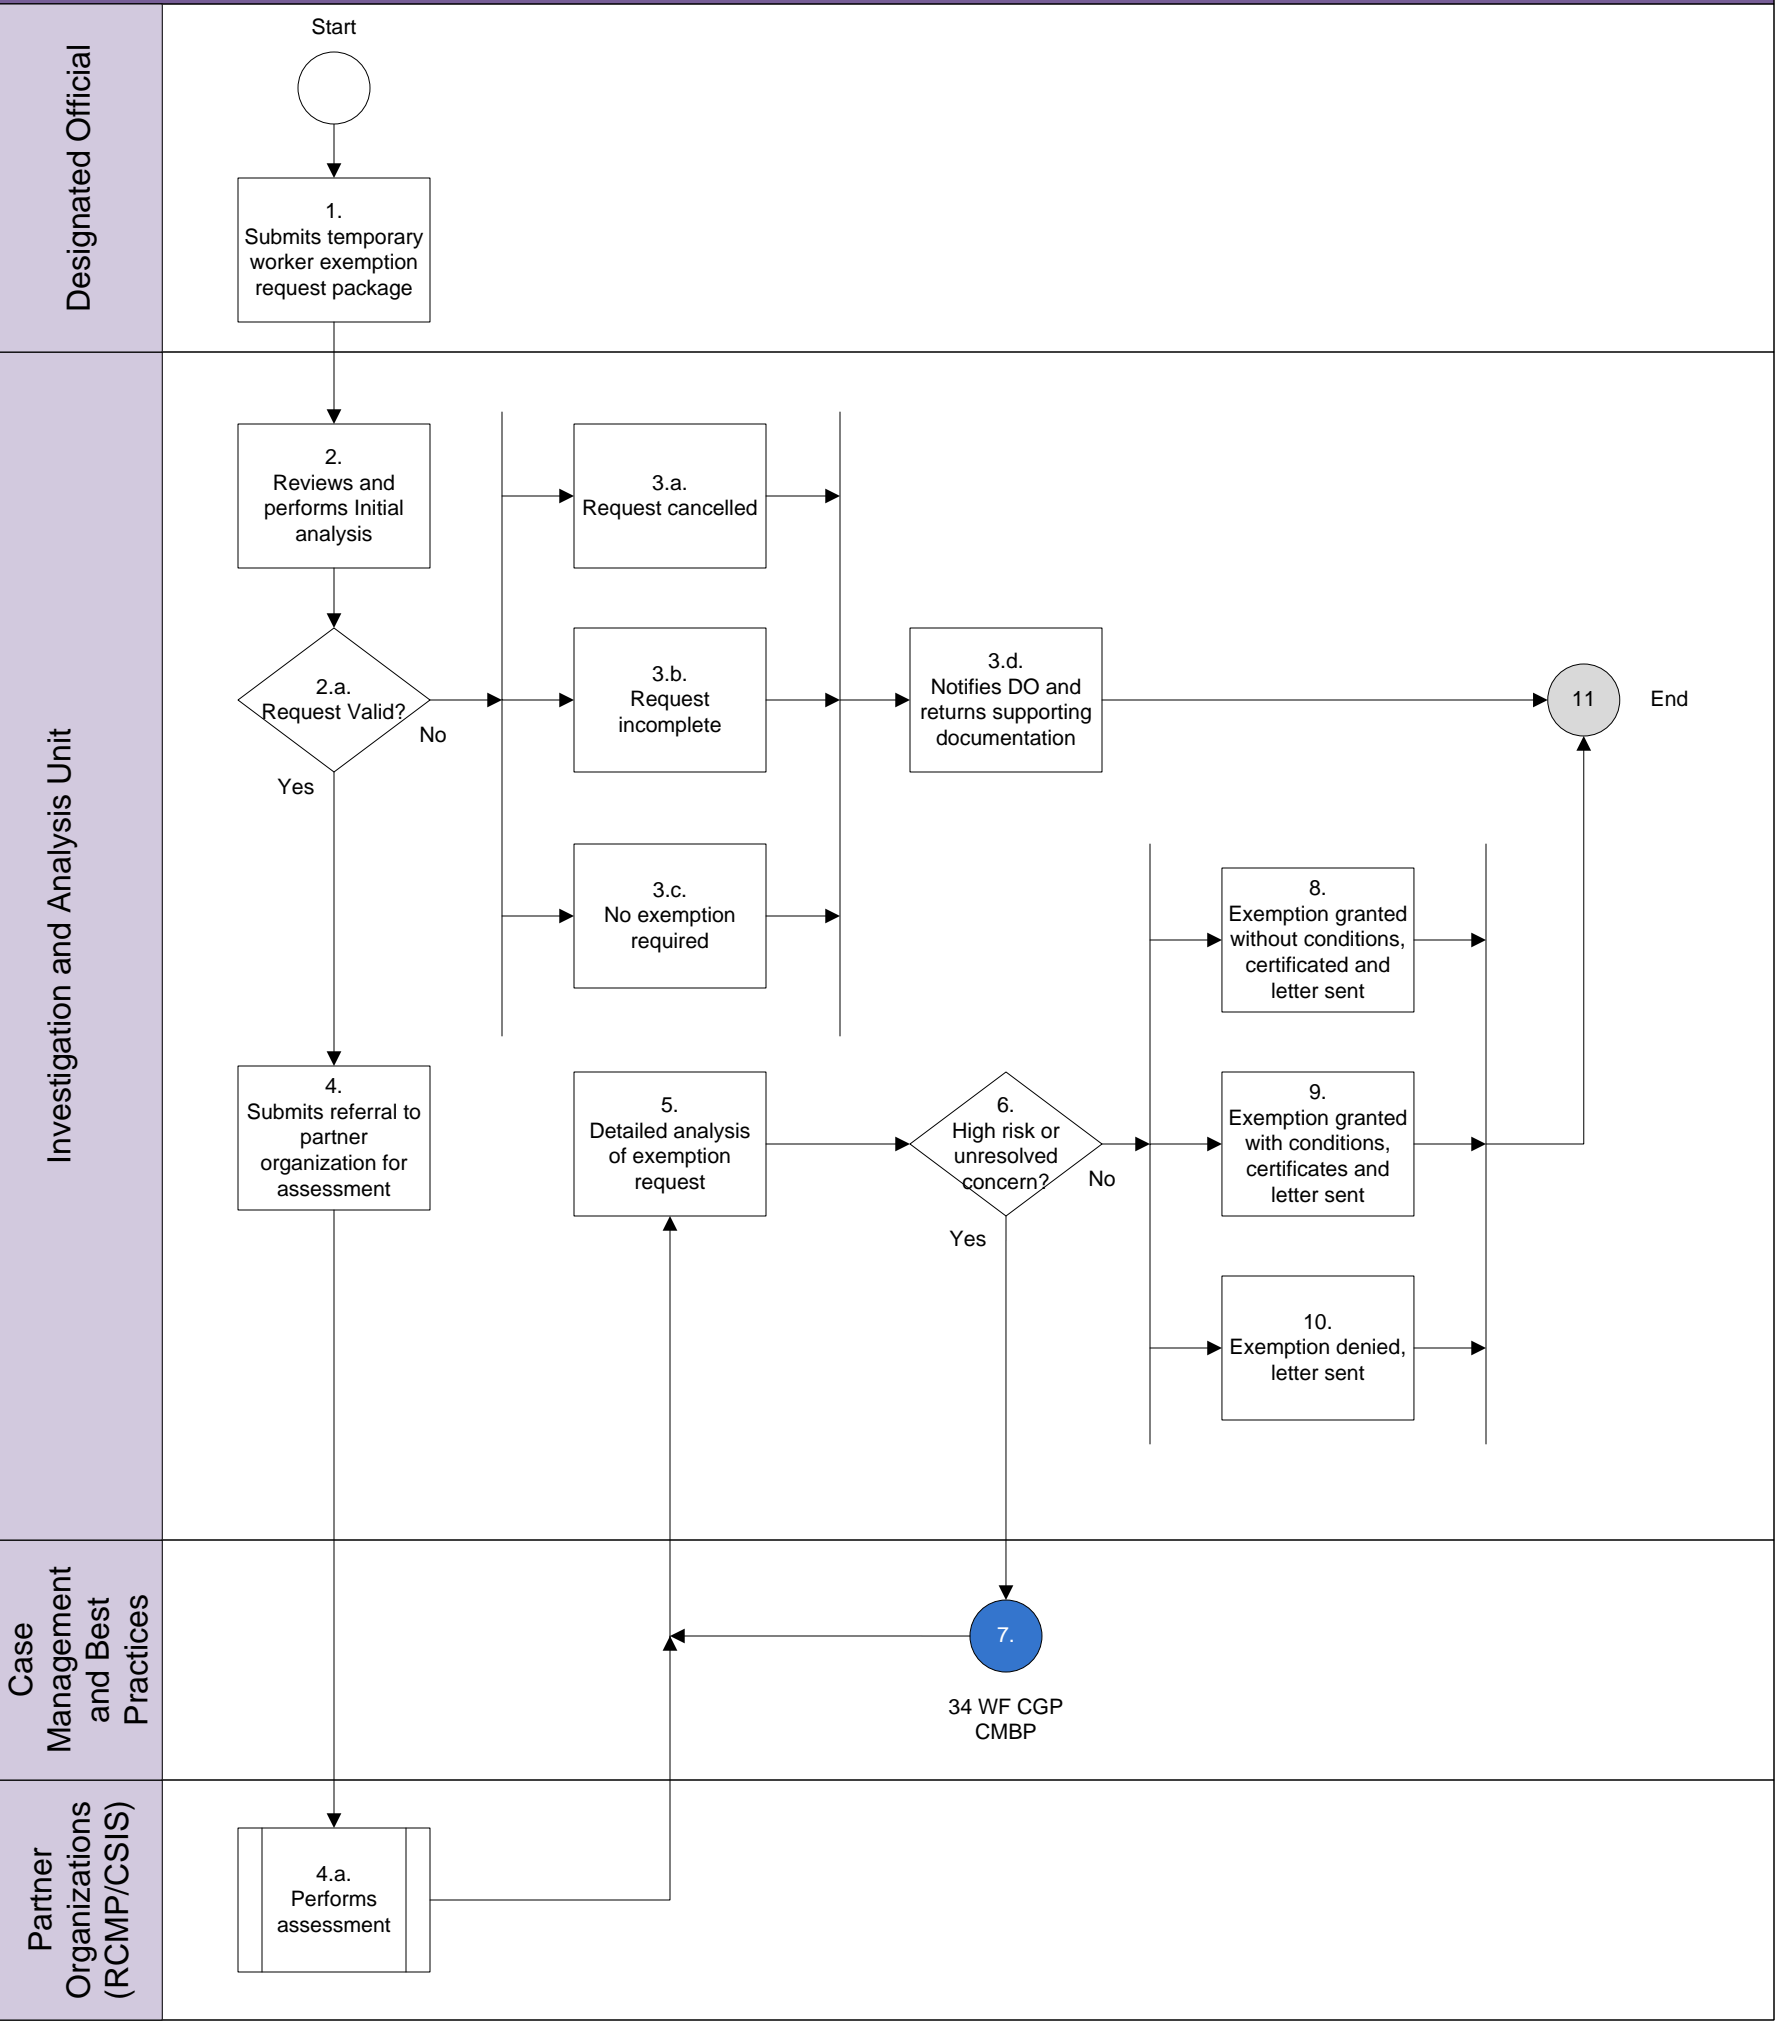 Designated Official
Start
1.
Submits temporary
worker exemption
request package
Investigation and Analysis Unit
2.
Reviews and
performs Initial
analysis
2.a.
Request Valid?
No
Yes
3.a.
Request cancelled
3.b.
Request
incomplete
3.c.
No exemption
required
3.d.
Notifies DO and
returns supporting
documentation
11
End
4.
Submits referral to
partner
organization for
assessment
5.
Detailed analysis
of exemption
request
6.
High risk or
unresolved
concern?
No
Yes
8.
Exemption granted
without conditions,
certificated and
letter sent
9.
Exemption granted
with conditions,
certificates and
letter sent
10.
Exemption denied,
letter sent
Case
Management
and Best
Practices
7.
34 WF CGP
CMBP
Partner
Organizations
(RCMP/CSIS)
4.a.
Performs
assessment